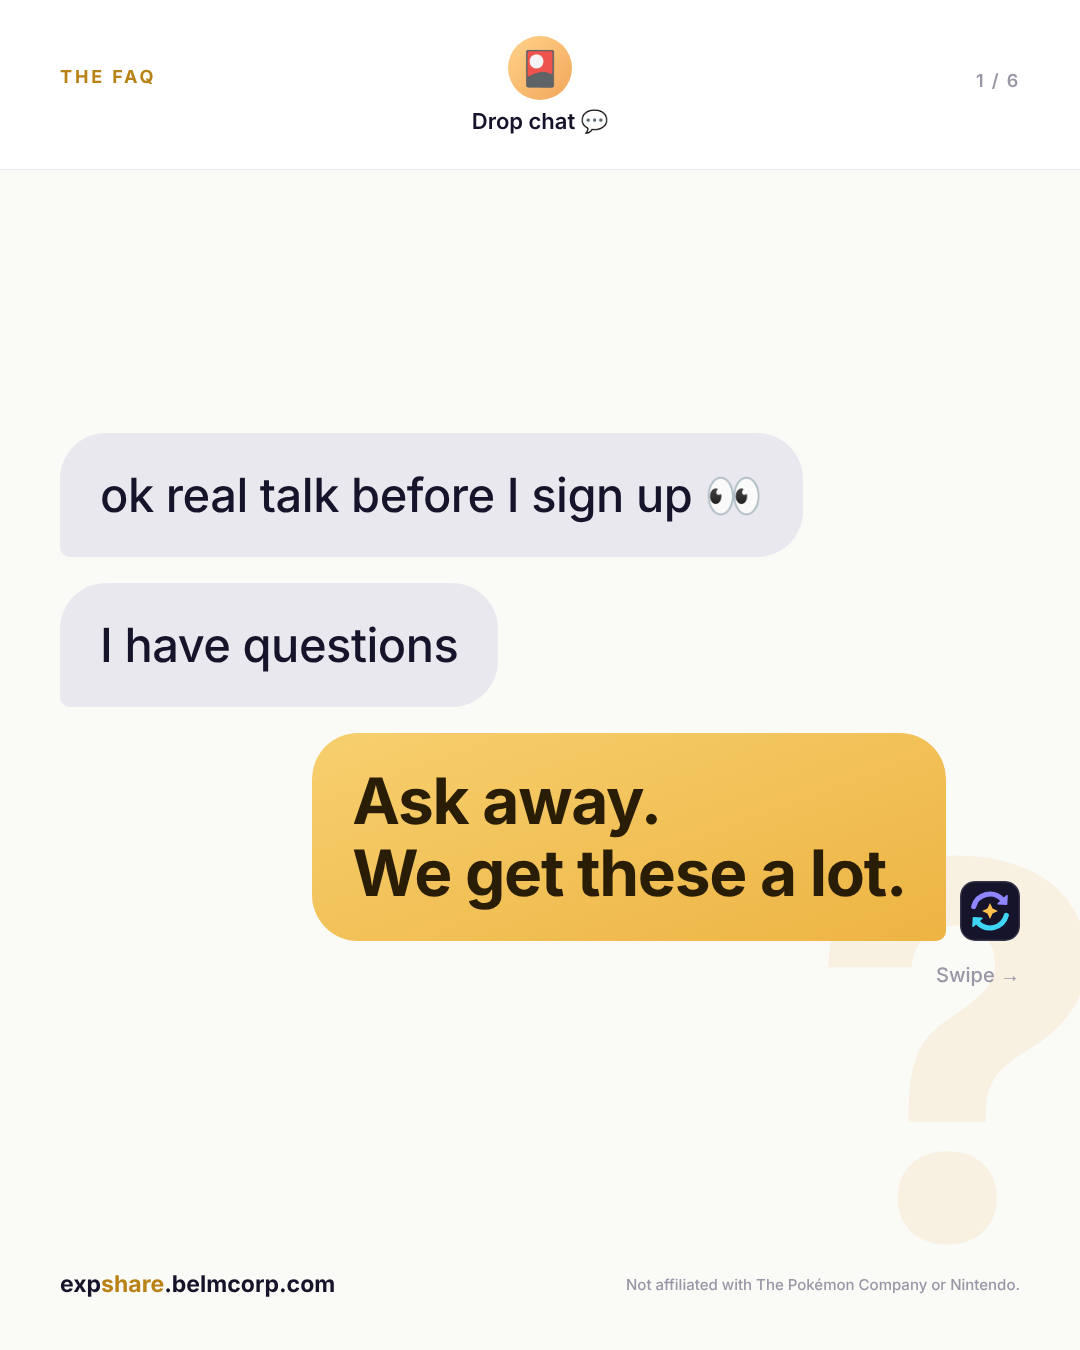 THE FAQ
Drop chat 💬
1 / 6
ok real talk before I sign up 👀
I have questions
Ask away.
We get these a lot.
Swipe →
?
expshare.belmcorp.com
Not affiliated with The Pokémon Company or Nintendo.